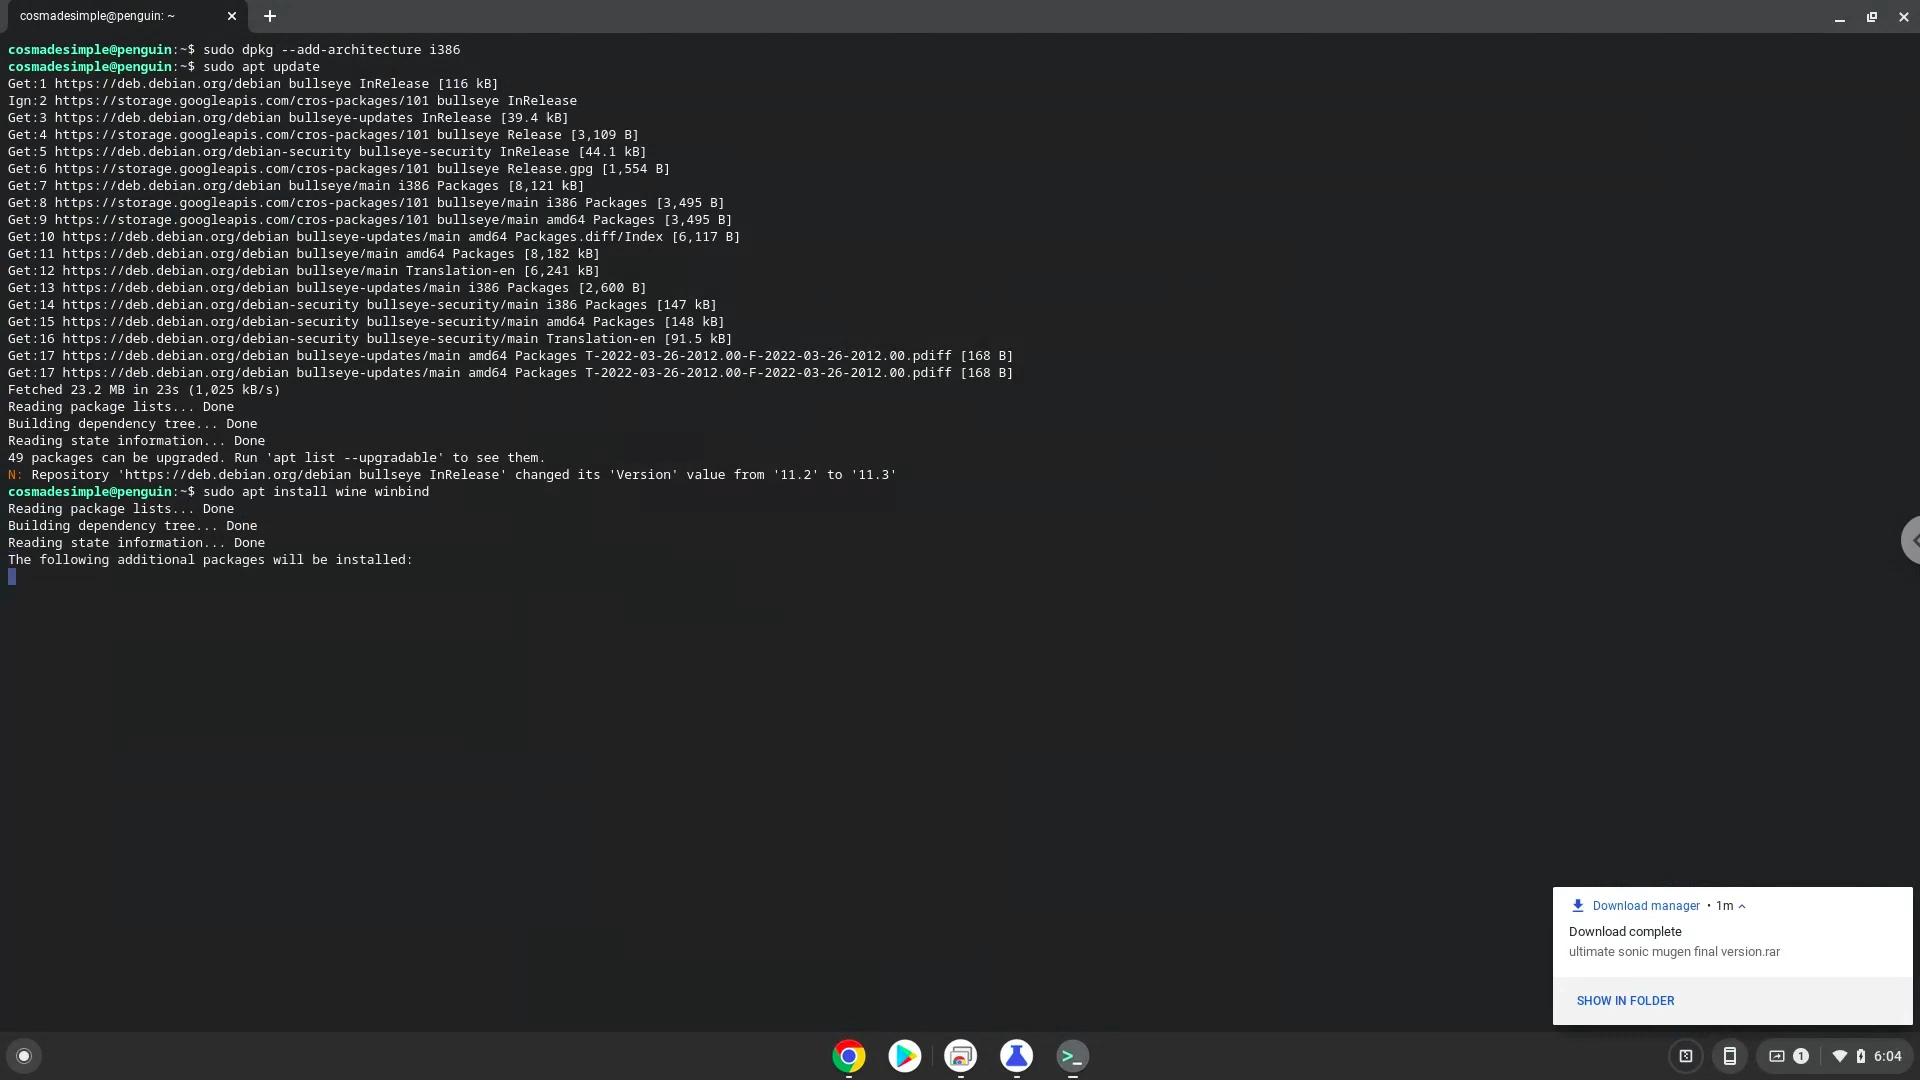 cosmadesimple@penguin: ~
cosmadesimple@penguin:~$ sudo dpkg --add-architecture i386
cosmadesimple@penguin:~$ sudo apt update
Get:1 https://deb.debian.org/debian bullseye InRelease [116 kB]
Ign:2 https://storage.googleapis.com/cros-packages/101 bullseye InRelease
Get:3 https://deb.debian.org/debian bullseye-updates InRelease [39.4 kB]
Get:4 https://storage.googleapis.com/cros-packages/101 bullseye Release [3,109 B]
Get:5 https://deb.debian.org/debian-security bullseye-security InRelease [44.1 kB]
Get:6 https://storage.googleapis.com/cros-packages/101 bullseye Release.gpg [1,554 B]
Get:7 https://deb.debian.org/debian bullseye/main i386 Packages [8,121 kB]
Get:8 https://storage.googleapis.com/cros-packages/101 bullseye/main i386 Packages [3,495 B]
Get:9 https://storage.googleapis.com/cros-packages/101 bullseye/main amd64 Packages [3,495 B]
Get:10 https://deb.debian.org/debian bullseye-updates/main amd64 Packages.diff/Index [6,117 B]
Get:11 https://deb.debian.org/debian bullseye/main amd64 Packages [8,182 kB]
Get:12 https://deb.debian.org/debian bullseye/main Translation-en [6,241 kB]
Get:13 https://deb.debian.org/debian bullseye-updates/main i386 Packages [2,600 B]
Get:14 https://deb.debian.org/debian-security bullseye-security/main i386 Packages [147 kB]
Get:15 https://deb.debian.org/debian-security bullseye-security/main amd64 Packages [148 kB]
Get:16 https://deb.debian.org/debian-security bullseye-security/main Translation-en [91.5 kB]
Get:17 https://deb.debian.org/debian bullseye-updates/main amd64 Packages T-2022-03-26-2012.00-F-2022-03-26-2012.00.pdiff [168 B]
Get:17 https://deb.debian.org/debian bullseye-updates/main amd64 Packages T-2022-03-26-2012.00-F-2022-03-26-2012.00.pdiff [168 B]
Fetched 23.2 MB in 23s (1,025 kB/s)
Reading package lists... Done
Building dependency tree... Done
Reading state information... Done
49 packages can be upgraded. Run 'apt list --upgradable' to see them.
N: Repository 'https://deb.debian.org/debian bullseye InRelease' changed its 'Version' value from '11.2' to '11.3'
cosmadesimple@penguin:~$ sudo apt install wine winbind
Reading package lists... Done
Building dependency tree... Done
Reading state information... Done
The following additional packages will be installed:
Download manager • 1m
Download complete
ultimate sonic mugen final version.rar
SHOW IN FOLDER
1
6:04